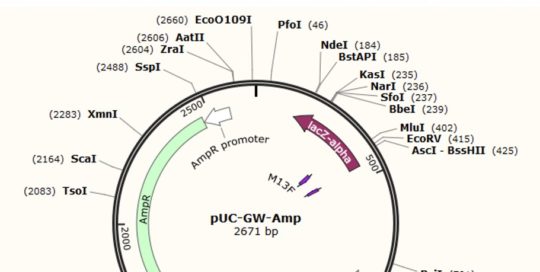 (2660) EcoO109I
PfoI (46)
(2606) AatII
(2604) ZraI
(2488) SspI
(2283) XmnI
(2164) ScaI
(2083) TsoI
NdeI (184)
BstAPI (185)
KasI (235)
NarI (236)
SfoI (237)
BbeI (239)
MluI (402)
EcoRV (415)
AscI - BssHII (425)
2500
500
2000
AmpR promoter
lacZ-alpha
M13F
AmpR
pUC-GW-Amp
2671 bp